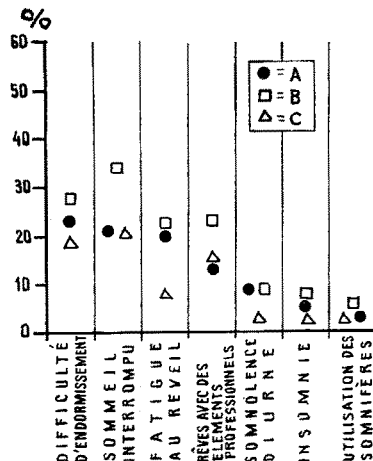 %
60
50
40
30
20
10
0
● = A
□ = B
△ = C
DIFFICULTÉ
D'ENDORMISSEMENT
SOMMEIL
INTERROMPU
FATIGUE
AU REVEIL
RÊVES AVEC DES
ELEMENTS
PROFESSIONNELS
SOMNOLENCE
DIURNE
INSOMNIE
UTILISATION DES
SOMNIFÈRES